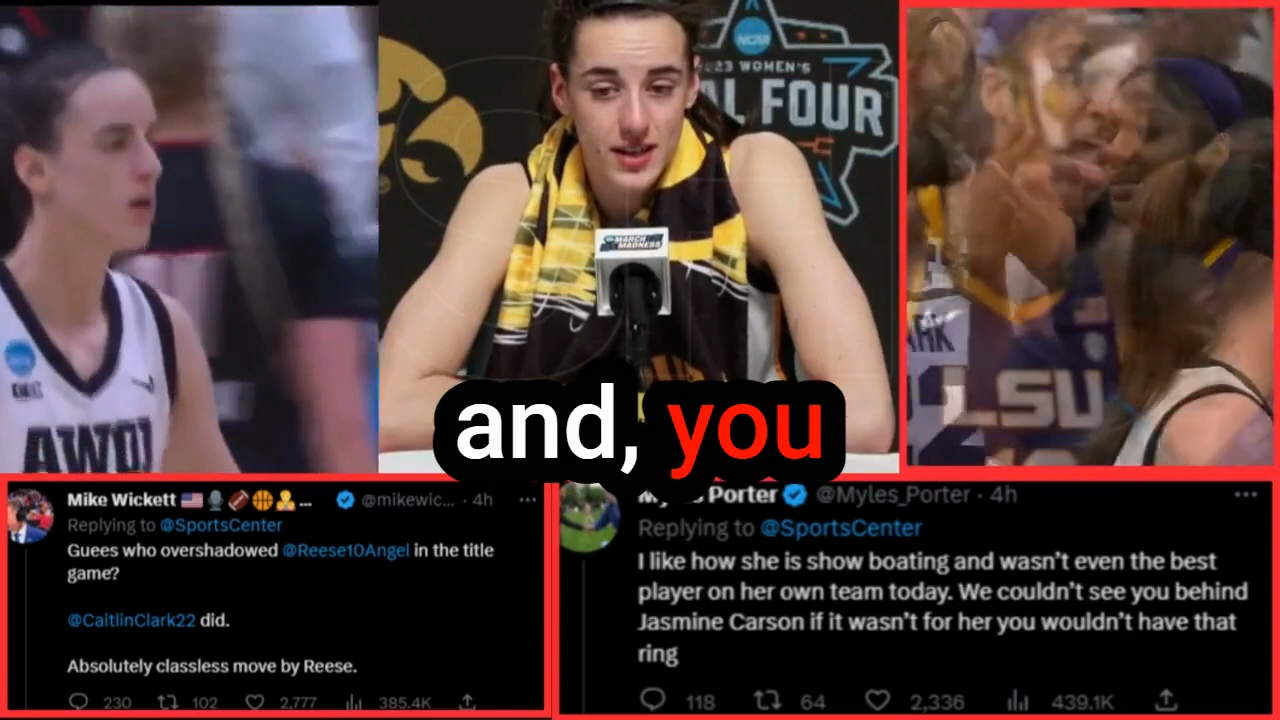 NCAA
2023 WOMEN'S
AL FOUR
MARCH
MADNESS
LSU
and, you
Mike Wickett ... @mikewic... · 4h
Replying to @SportsCenter
Guees who overshadowed @Reese10Angel in the title
game?
@CaitlinClark22 did.
Absolutely classless move by Reese.
230 102 2,777 385.4K
Porter @Myles_Porter · 4h
Replying to @SportsCenter
I like how she is show boating and wasn't even the best
player on her own team today. We couldn't see you behind
Jasmine Carson if it wasn't for her you wouldn't have that
ring
118 64 2,336 439.1K